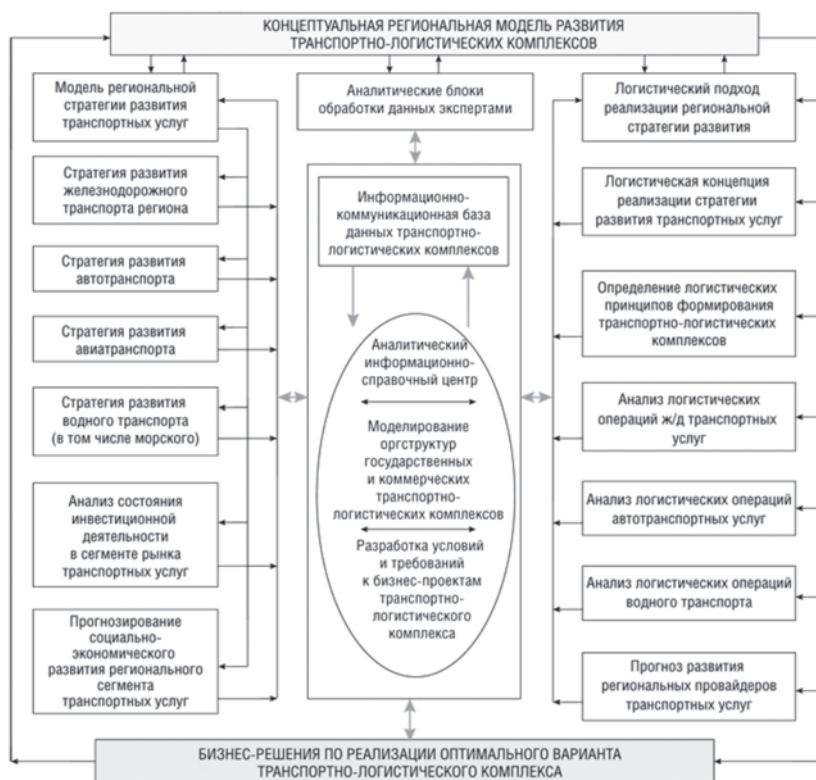 КОНЦЕПТУАЛЬНАЯ РЕГИОНАЛЬНАЯ МОДЕЛЬ РАЗВИТИЯ
ТРАНСПОРТНО-ЛОГИСТИЧЕСКИХ КОМПЛЕКСОВ
Модель региональной
стратегии развития
транспортных услуг
Стратегия развития
железнодорожного
транспорта региона
Стратегия развития
автотранспорта
Стратегия развития
авиатранспорта
Стратегия развития
водного транспорта
(в том числе морского)
Анализ состояния
инвестиционной
деятельности
в сегменте рынка
транспортных услуг
Прогнозирование
социально-
экономического
развития регионального
сегмента
транспортных услуг
Аналитические блоки
обработки данных экспертами
Информационно-
коммуникационная база
данных транспортно-
логистических комплексов
Аналитический
информационно-
справочный центр
Моделирование
оргструктур
государственных
и коммерческих
транспортно-
логистических комплексов
Разработка условий
и требований
к бизнес-проектам
транспортно-
логистического
комплекса
Логистический подход
реализации региональной
стратегии развития
Логистическая концепция
реализации стратегии
развития транспортных услуг
Определение логистических
принципов формирования
транспортно-логистических
комплексов
Анализ логистических
операций ж/д транспортных
услуг
Анализ логистических операций
автотранспортных услуг
Анализ логистических операций
водного транспорта
Прогноз развития
региональных провайдеров
транспортных услуг
БИЗНЕС-РЕШЕНИЯ ПО РЕАЛИЗАЦИИ ОПТИМАЛЬНОГО ВАРИАНТА
ТРАНСПОРТНО-ЛОГИСТИЧЕСКОГО КОМПЛЕКСА